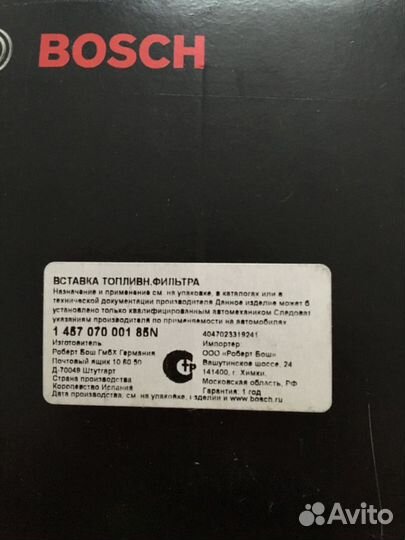 BOSCH
ВСТАВКА ТОПЛИВН.ФИЛЬТРА
Назначение и применение см. на упаковке, в каталогах или в
технической документации производителя Данное изделие может б
установлено только квалифицированным автомехаником Следоват
указаниям производителя по применяемости на автомобилях
1 457 070 001 85N 4047023319241
Изготовитель Импортер
Роберт Бош ГмбХ Германия ООО «Роберт Бош»
Почтовый ящик 10 60 50 Вашутинское шоссе, 24
Д-70049 Штутгарт 141400, г. Химки,
Страна производства Московская область, РФ
Королевство Испания Гарантия: 1 год
Дата производства, см. на упаковке, изделии и www.bosch.ru
Avito